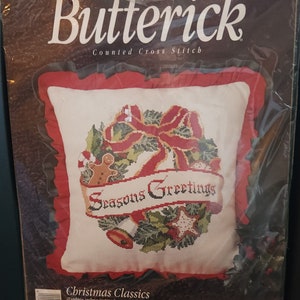 Butterick
Counted Cross Stitch
Seasons Greetings
Christmas Classics